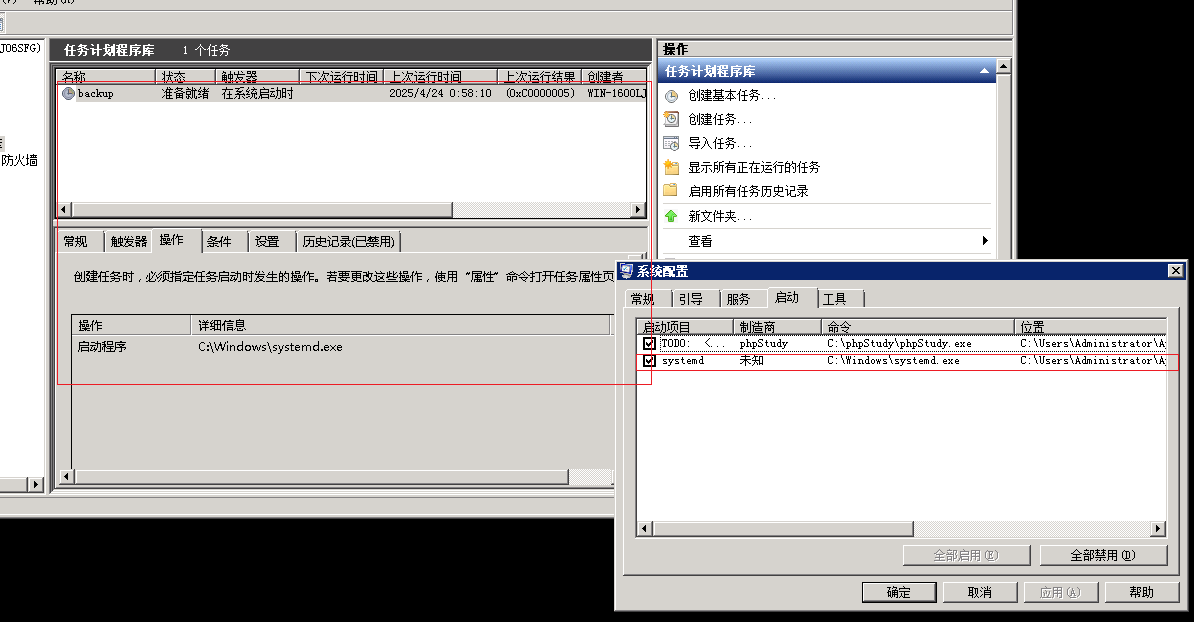 帮助(H)
J06SFG)
防火墙
任务计划程序库 1 个任务
名称 状态 触发器 下次运行时间 上次运行时间 上次运行结果 创建者
backup 准备就绪 在系统启动时 2025/4/24 0:58:10 (0xC0000005) WIN-1600LJ
常规 触发器 操作 条件 设置 历史记录(已禁用)
创建任务时，必须指定任务启动时发生的操作。若要更改这些操作，使用“属性”命令打开任务属性页
操作 详细信息
启动程序 C:\Windows\systemd.exe
操作
任务计划程序库
创建基本任务...
创建任务...
导入任务...
显示所有正在运行的任务
启用所有任务历史记录
新文件夹...
查看
系统配置
常规 引导 服务 启动 工具
启动项目 制造商 命令 位置
TODO: <... phpStudy C:\phpStudy\phpStudy.exe C:\Users\Administrator\A
systemd 未知 C:\Windows\systemd.exe C:\Users\Administrator\A
全部启用(E) 全部禁用(D)
确定 取消 应用(A) 帮助